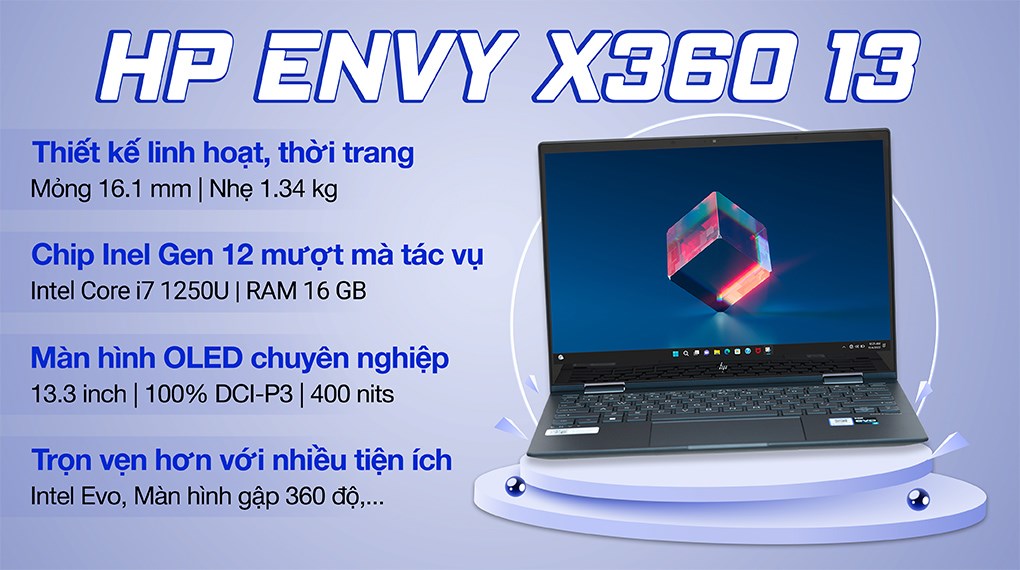 HP ENVY X360 13
Thiết kế linh hoạt, thời trang
Mỏng 16.1 mm | Nhẹ 1.34 kg
Chip Inel Gen 12 mượt mà tác vụ
Intel Core i7 1250U | RAM 16 GB
Màn hình OLED chuyên nghiệp
13.3 inch | 100% DCI-P3 | 400 nits
Trọn vẹn hơn với nhiều tiện ích
Intel Evo, Màn hình gập 360 độ,...
hp